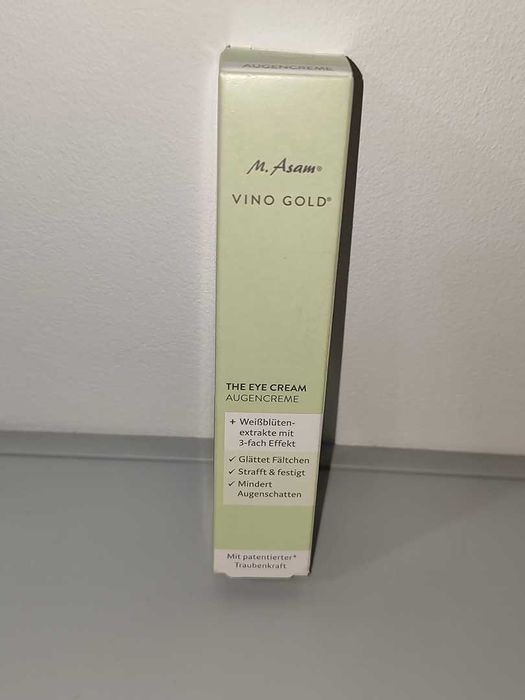 AUGENCREME
M. Asam®
VINO GOLD®
THE EYE CREAM
AUGENCREME
+ Weißblüten-
extrakte mit
3-fach Effekt
✓ Glättet Fältchen
✓ Strafft & festigt
✓ Mindert
Augenschatten
Mit patentierter*
Traubenkraft